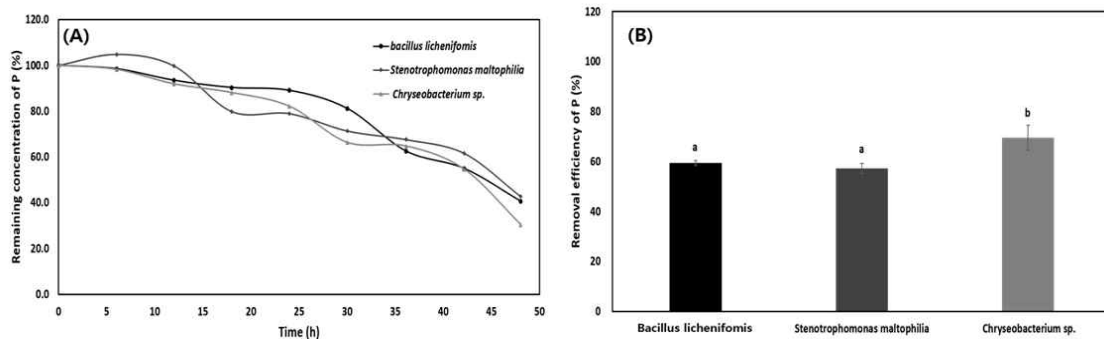 (A)
Remaining concentration of P (%)
120.0
100.0
80.0
60.0
40.0
20.0
0.0
bacillus lichenifomis
Stenotrophomonas maltophilia
Chryseobacterium sp.
0 5 10 15 20 25 30 35 40 45 50
Time (h)
(B)
Removal efficiency of P (%)
120
100
80
60
40
20
0
a
a
b
Bacillus lichenifomis
Stenotrophomonas maltophilia
Chryseobacterium sp.